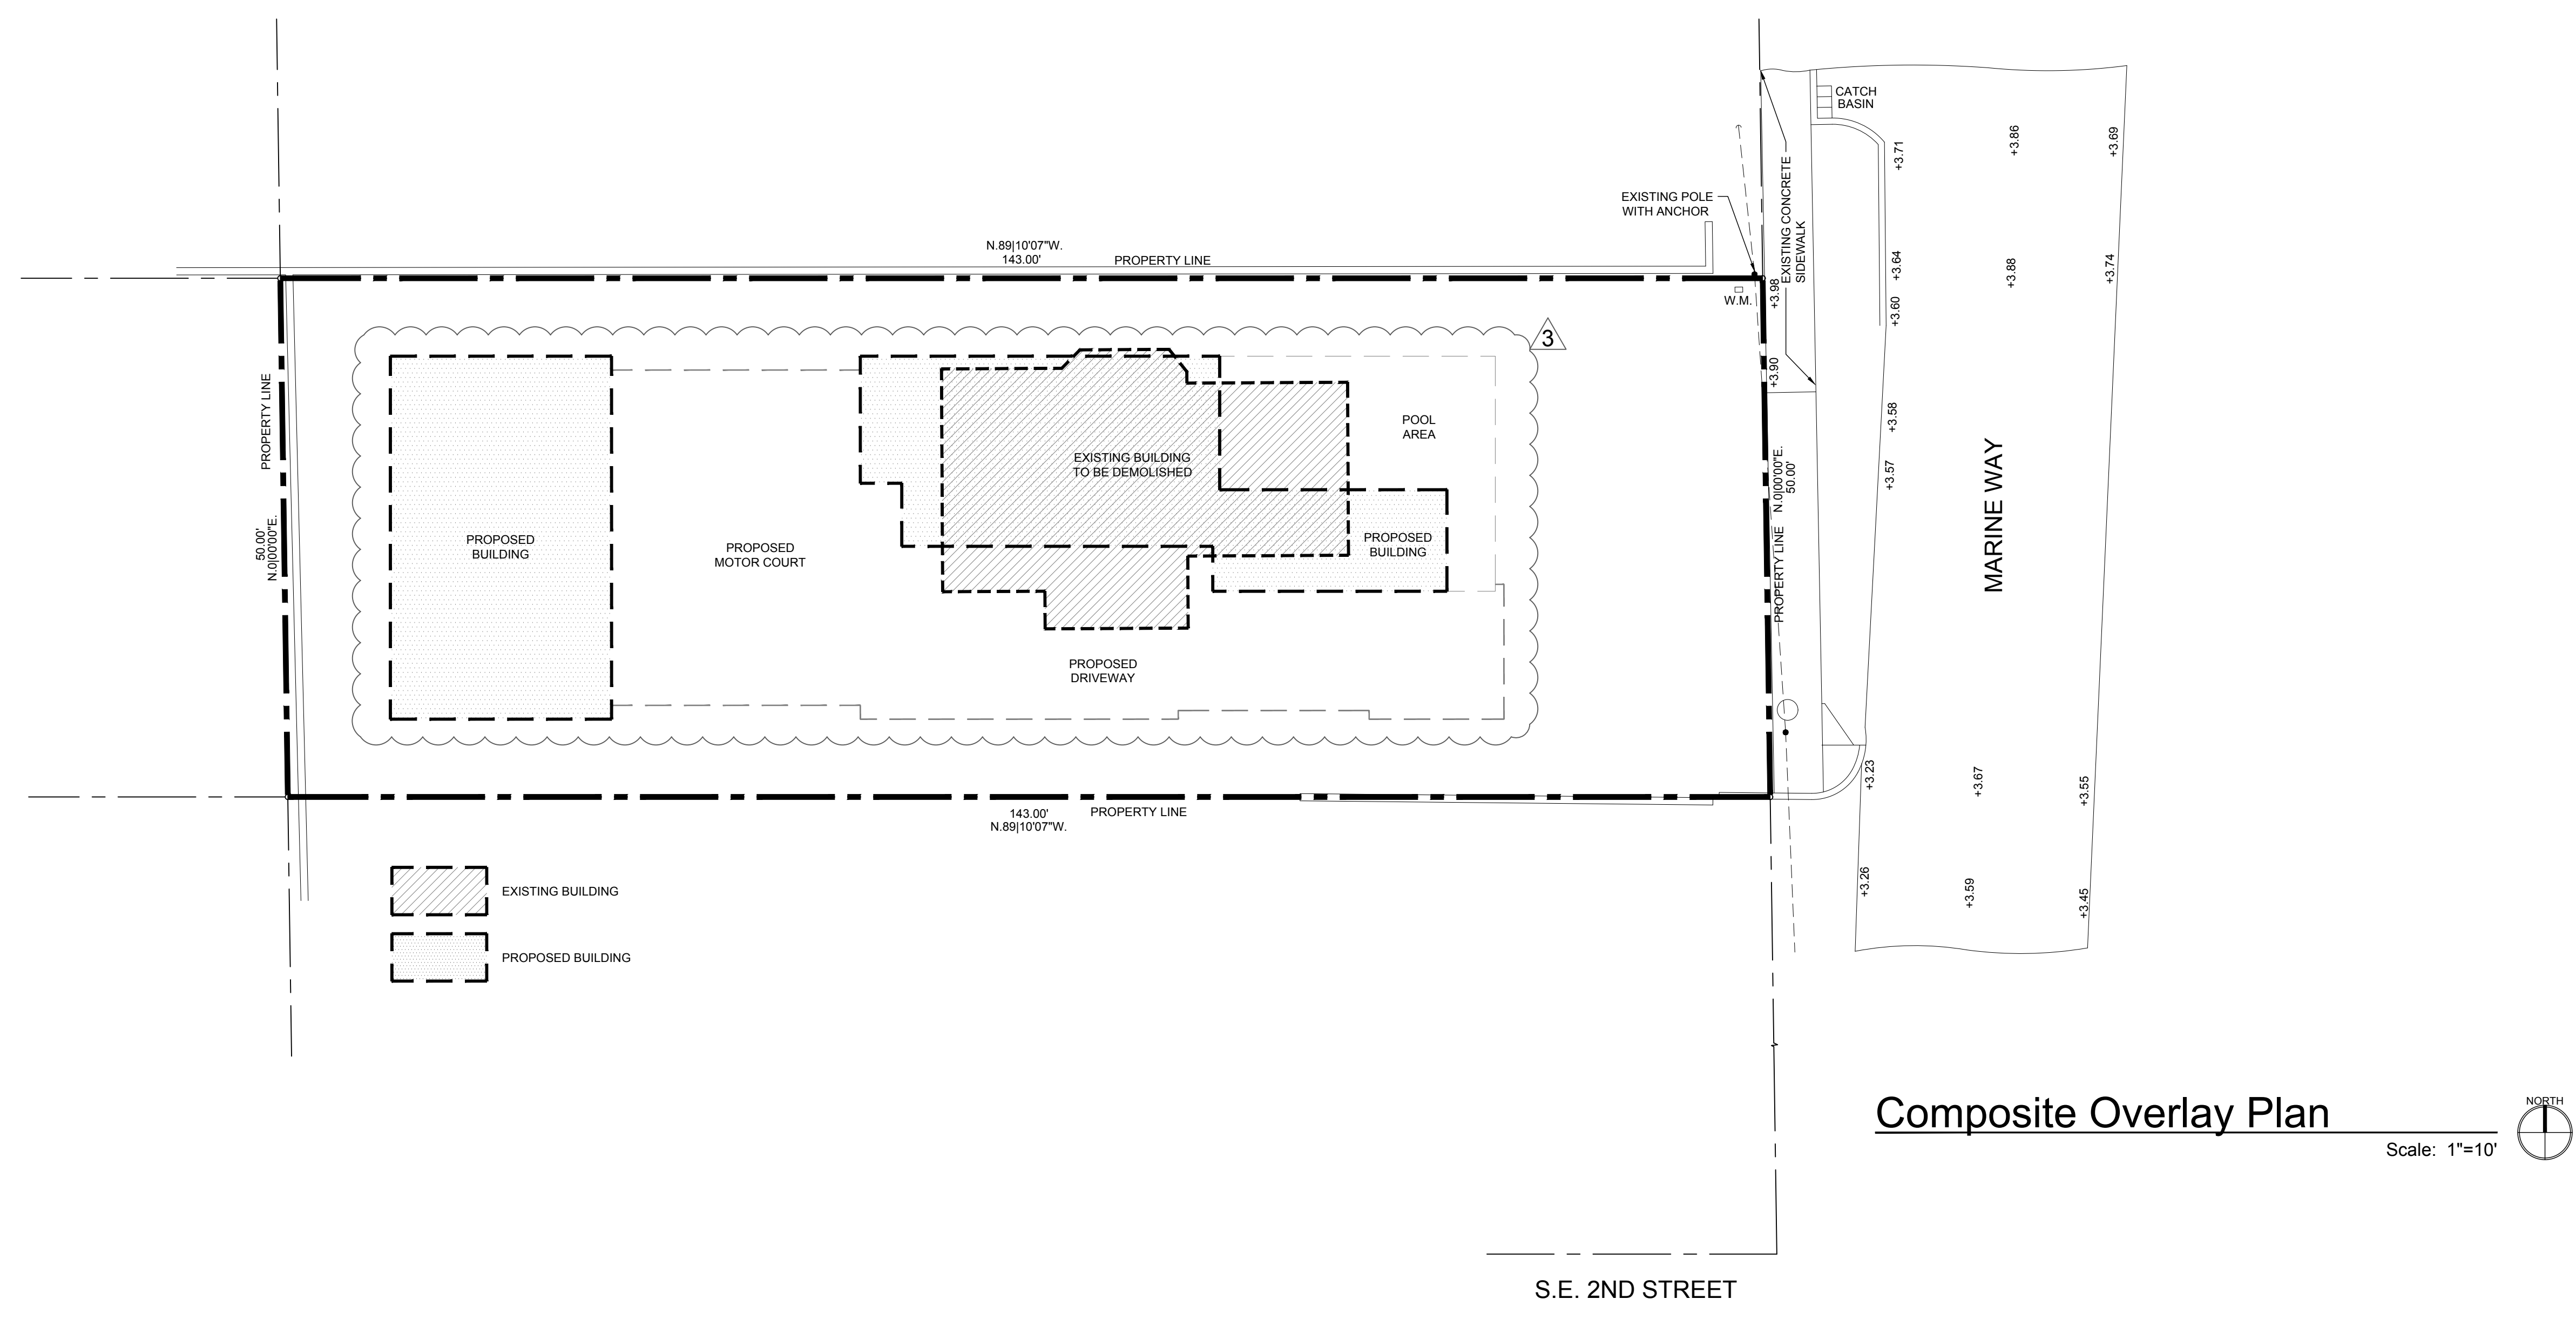 CATCH
BASIN
+3.71
+3.86
+3.69
EXISTING POLE
WITH ANCHOR
EXISTING CONCRETE
SIDEWALK
N.89|10'07"W.
143.00'
PROPERTY LINE
+3.64
+3.88
+3.74
W.M.
+3.98
+3.60
3
+3.90
PROPERTY LINE
50.00'
N.0|00'00"E.
POOL
AREA
+3.58
EXISTING BUILDING
TO BE DEMOLISHED
+3.57
PROPERTY LINE N.0|00'00"E.
50.00'
MARINE WAY
PROPOSED
BUILDING
PROPOSED
MOTOR COURT
PROPOSED
BUILDING
PROPOSED
DRIVEWAY
+3.23
+3.67
+3.55
143.00'
N.89|10'07"W.
PROPERTY LINE
+3.26
+3.59
+3.45
EXISTING BUILDING
PROPOSED BUILDING
Composite Overlay Plan
Scale: 1"=10'
NORTH
S.E. 2ND STREET